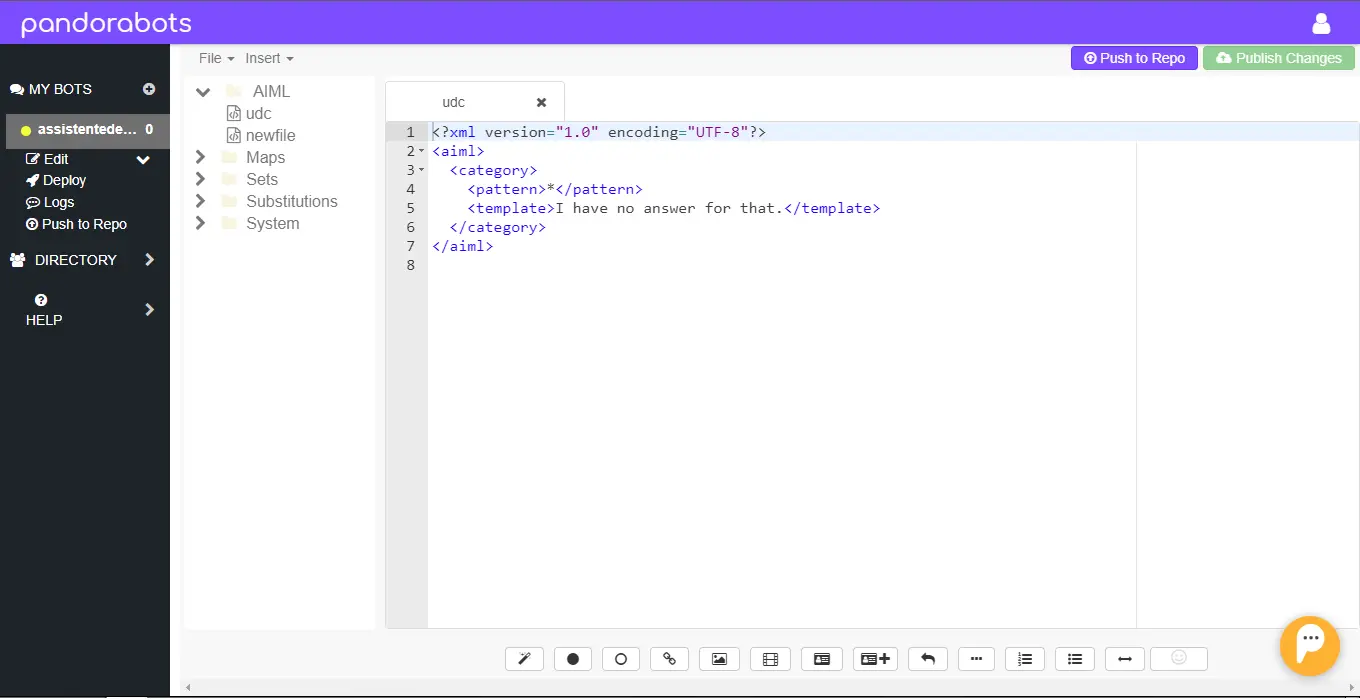 pandorabots
File Insert
Push to Repo Publish Changes
MY BOTS
assistentede... 0
Edit
Deploy
Logs
Push to Repo
DIRECTORY
HELP
AIML
udc
newfile
Maps
Sets
Substitutions
System
udc
1 <?xml version="1.0" encoding="UTF-8"?>
2 <aiml>
3 <category>
4 <pattern>*</pattern>
5 <template>I have no answer for that.</template>
6 </category>
7 </aiml>
8